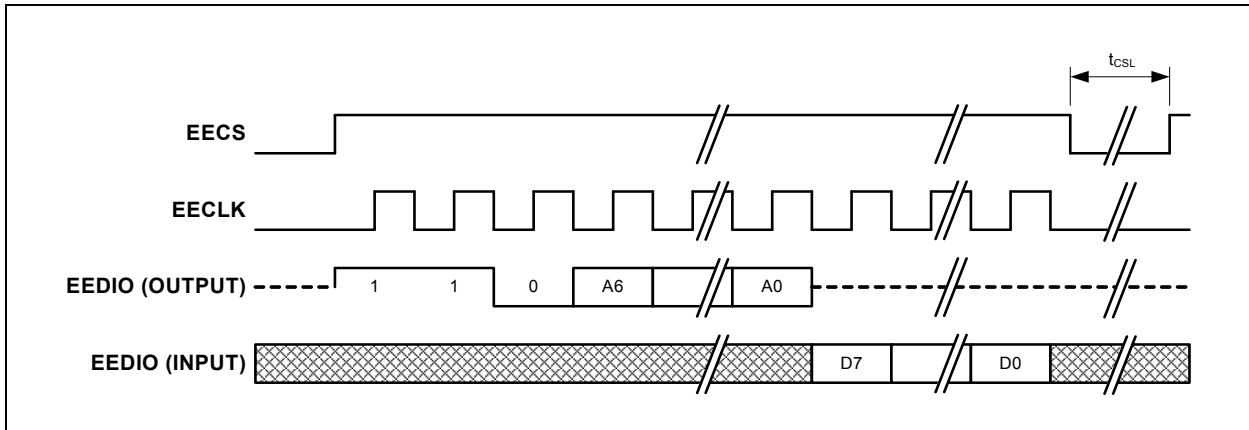 tCSL
EECS
EECLK
EEDIO (OUTPUT) 1 1 0 A6 A0
EEDIO (INPUT) D7 D0